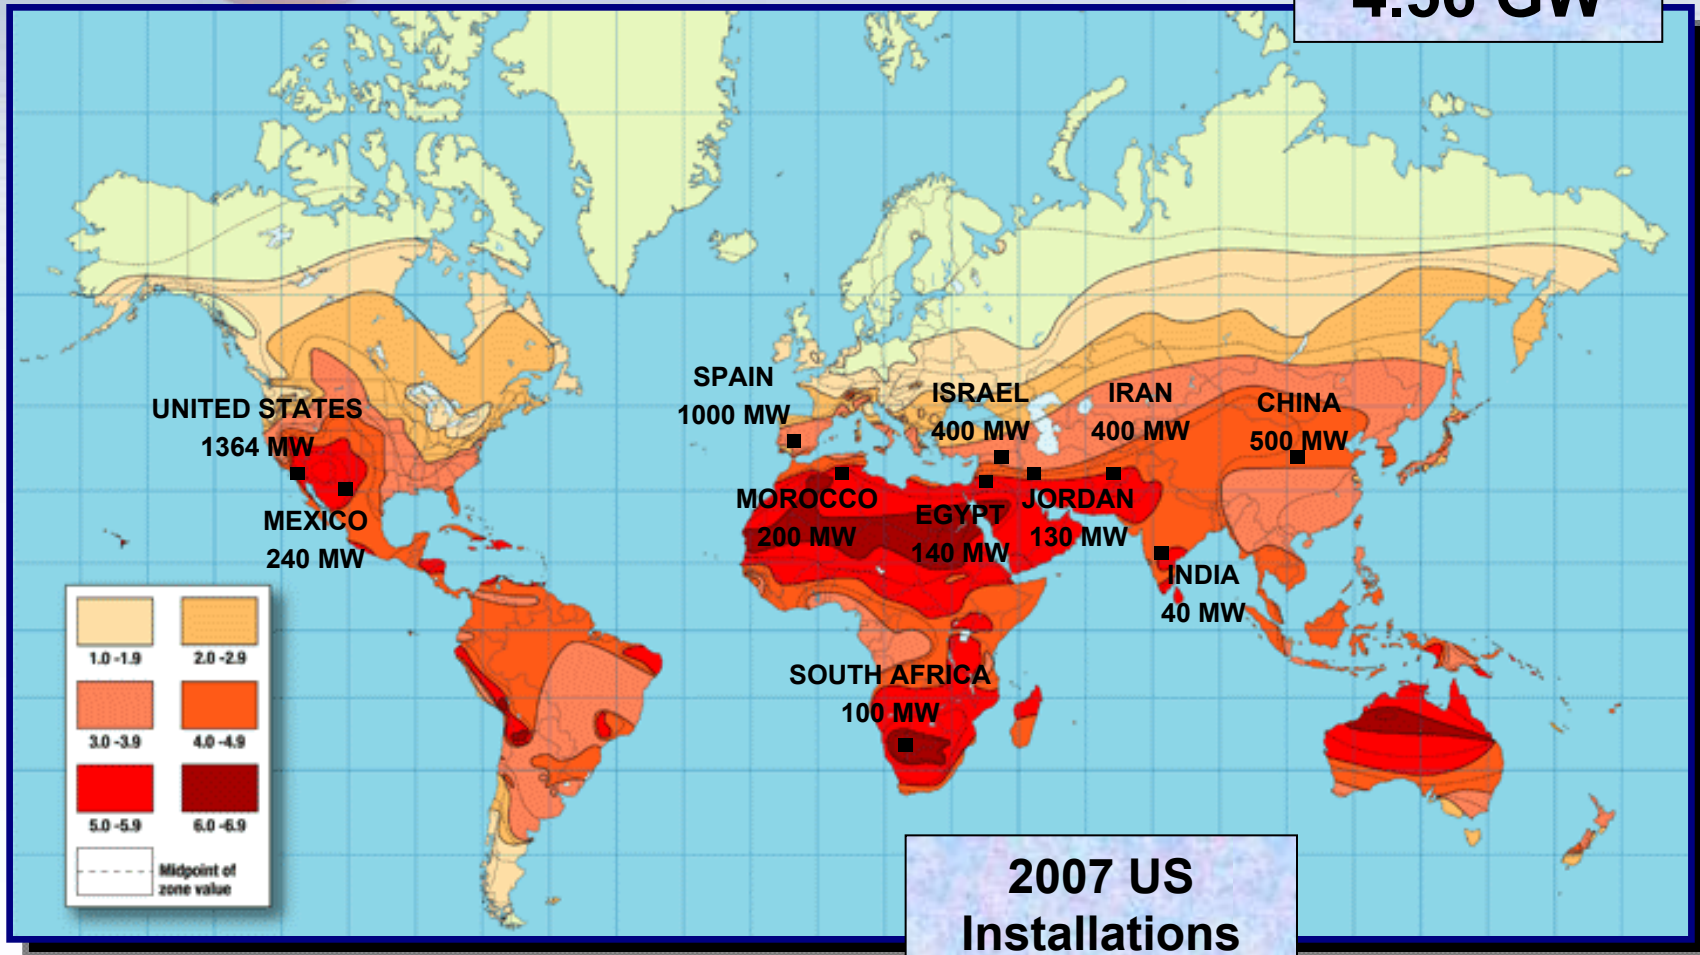 4.56 GW
SPAIN
1000 MW
ISRAEL
400 MW
IRAN
400 MW
CHINA
500 MW
UNITED STATES
1364 MW
MEXICO
240 MW
MOROCCO
200 MW
EGYPT
140 MW
JORDAN
130 MW
INDIA
40 MW
SOUTH AFRICA
100 MW
1.0 -1.9
2.0 -2.9
3.0 -3.9
4.0 -4.9
5.0 -5.9
6.0 -6.9
Midpoint of
zone value
2007 US
Installations